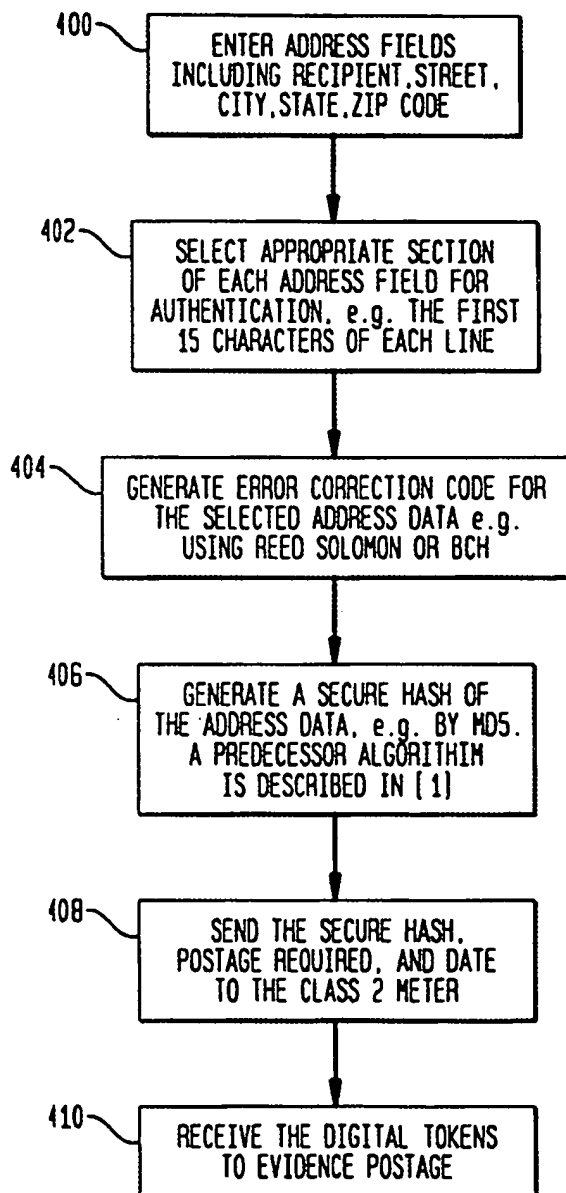 400
ENTER ADDRESS FIELDS
INCLUDING RECIPIENT,STREET,
CITY,STATE,ZIP CODE
402
SELECT APPROPRIATE SECTION
OF EACH ADDRESS FIELD FOR
AUTHENTICATION, e.g. THE FIRST
15 CHARACTERS OF EACH LINE
404
GENERATE ERROR CORRECTION CODE FOR
THE SELECTED ADDRESS DATA e.g.
USING REED SOLOMON OR BCH
406
GENERATE A SECURE HASH OF
THE ADDRESS DATA, e.g. BY MD5.
A PREDECESSOR ALGORITHIM
IS DESCRIBED IN [1]
408
SEND THE SECURE HASH,
POSTAGE REQUIRED, AND DATE
TO THE CLASS 2 METER
410
RECEIVE THE DIGITAL TOKENS
TO EVIDENCE POSTAGE